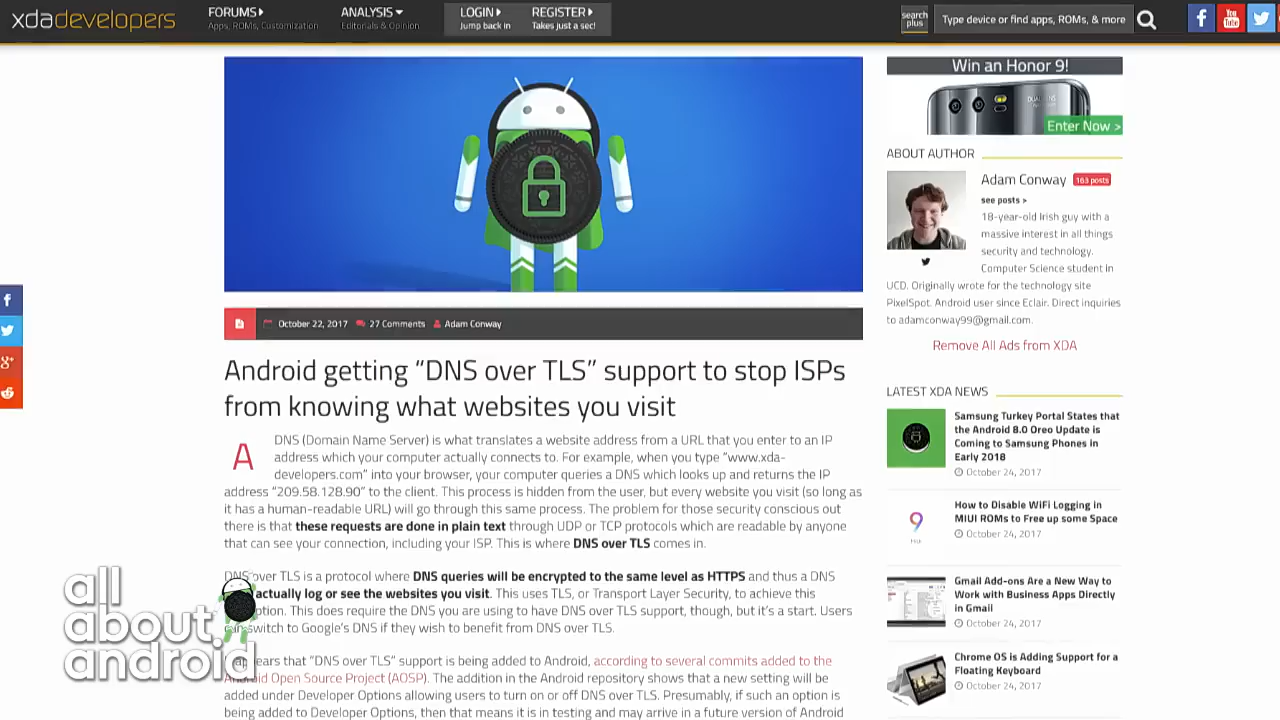 xdadevelopers
FORUMS
Apps, ROMs, Customization
ANALYSIS
Editorials & Opinion
LOGIN
Jump back in
REGISTER
Takes just a sec!
search
plus
Type device or find apps, ROMs, & more
You
Tube
Win an Honor 9!
DUAL LENS
Enter Now >
October 22, 2017
27 Comments
Adam Conway
Android getting "DNS over TLS" support to stop ISPs
from knowing what websites you visit
A
DNS (Domain Name Server) is what translates a website address from a URL that you enter to an IP
address which your computer actually connects to. For example, when you type "www.xda-
developers.com" into your browser, your computer queries a DNS which looks up and returns the IP
address "209.58.128.90" to the client. This process is hidden from the user, but every website you visit (so long as
it has a human-readable URL) will go through this same process. The problem for those security conscious out
there is that these requests are done in plain text through UDP or TCP protocols which are readable by anyone
that can see your connection, including your ISP. This is where DNS over TLS comes in.
DNS over TLS is a protocol where DNS queries will be encrypted to the same level as HTTPS and thus a DNS
actually log or see the websites you visit. This uses TLS, or Transport Layer Security, to achieve this
This does require the DNS you are using to have DNS over TLS support, though, but it's a start. Users
can switch to Google's DNS if they wish to benefit from DNS over TLS.
appears that "DNS over TLS" support is being added to Android, according to several commits added to the
Android Open Source Project (AOSP). The addition in the Android repository shows that a new setting will be
added under Developer Options allowing users to turn on or off DNS over TLS. Presumably, if such an option is
being added to Developer Options, then that means it is in testing and may arrive in a future version of Android
ABOUT AUTHOR
Adam Conway
163 posts
see posts >
18-year-old Irish guy with a
massive interest in all things
security and technology.
Computer Science student in
UCD. Originally wrote for the technology site
PixelSpot. Android user since Eclair. Direct inquiries
to adamconway99@gmail.com.
Remove All Ads from XDA
LATEST XDA NEWS
Samsung Turkey Portal States that
the Android 8.0 Oreo Update is
Coming to Samsung Phones in
Early 2018
October 24, 2017
How to Disable WiFi Logging in
MIUI ROMs to Free up some Space
October 24, 2017
Gmail Add-ons Are a New Way to
Work with Business Apps Directly
in Gmail
October 24, 2017
Chrome OS is Adding Support for a
Floating Keyboard
October 24, 2017
all
about
android